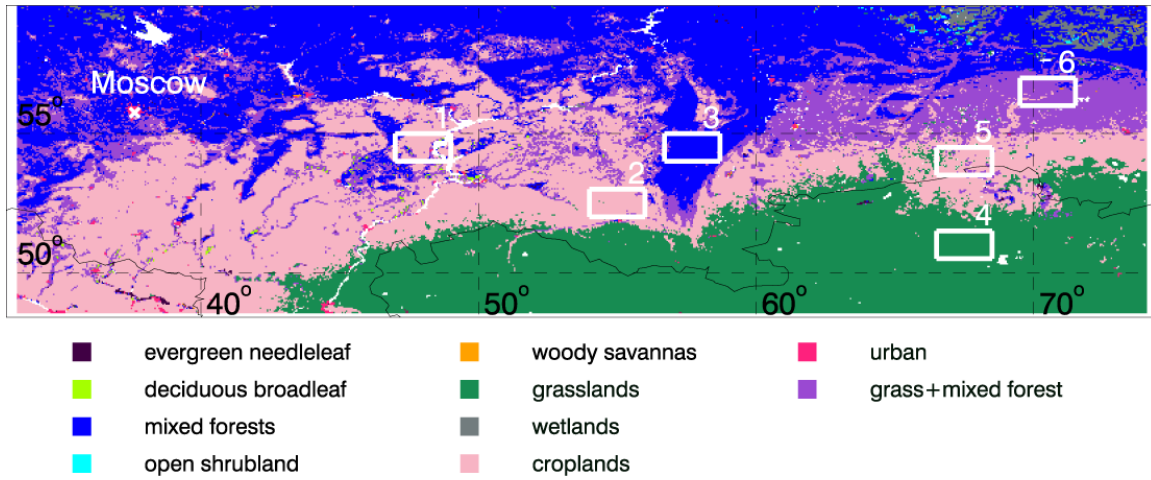 6
Moscow
55°
1
3
5
2
4
50°
40°
50°
60°
70°
evergreen needleleaf
woody savannas
urban
deciduous broadleaf
grasslands
grass+mixed forest
mixed forests
wetlands
open shrubland
croplands